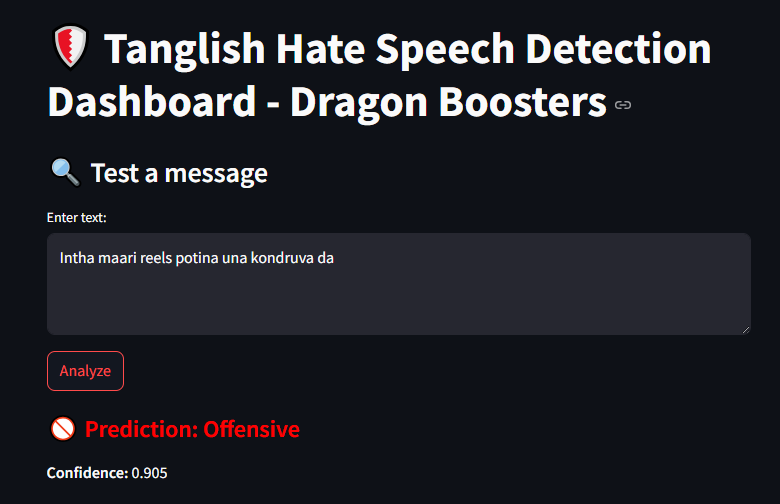 Tanglish Hate Speech Detection
Dashboard - Dragon Boosters
Test a message
Enter text:
Intha maari reels potina una kondruva da
Analyze
Prediction: Offensive
Confidence: 0.905